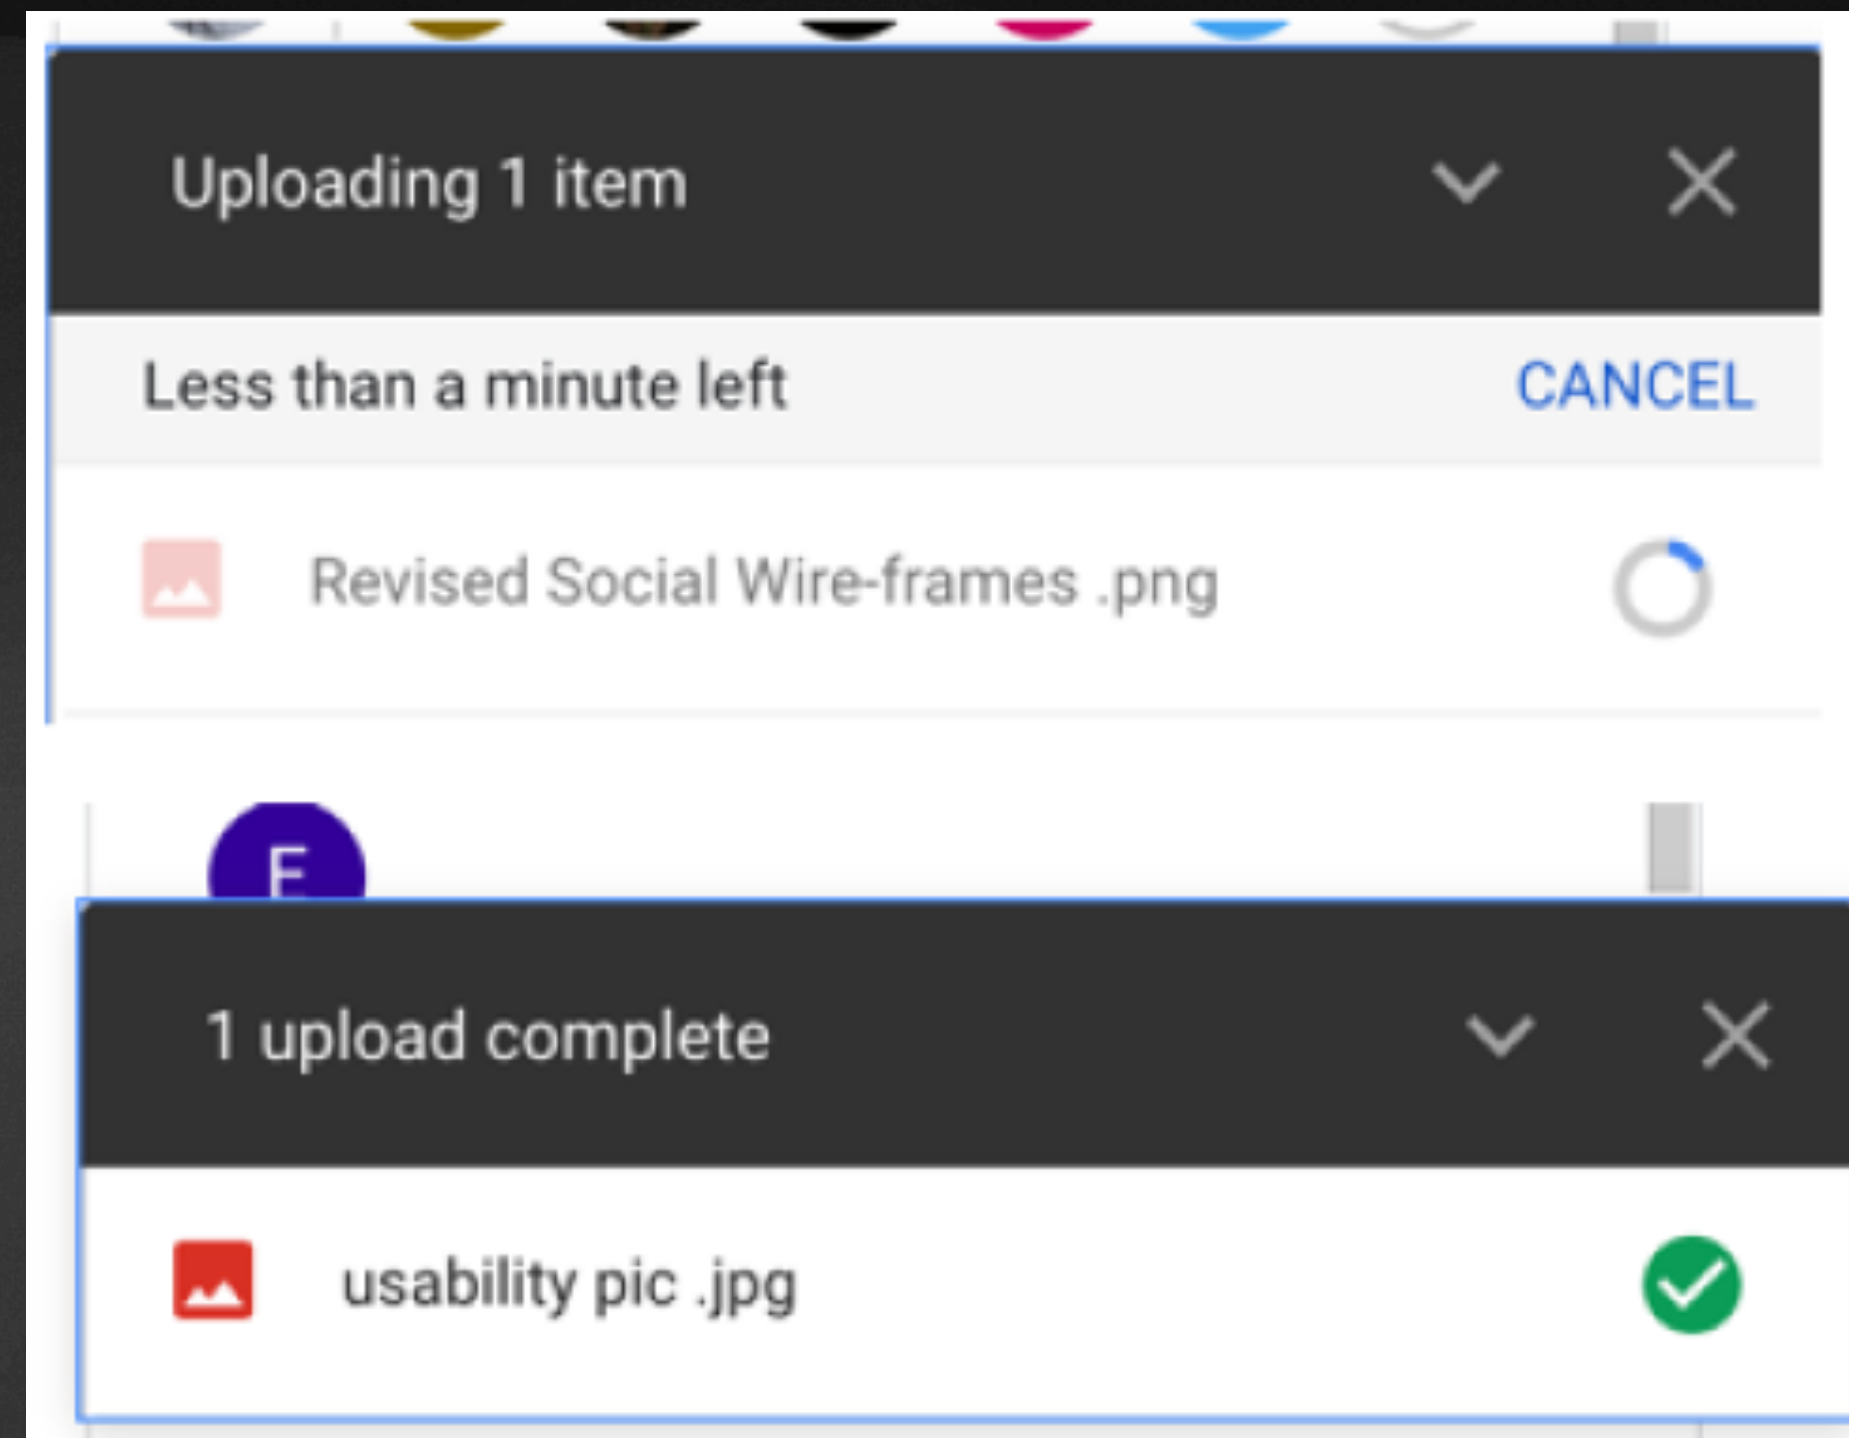 Uploading 1 item
Less than a minute left CANCEL
Revised Social Wire-frames .png
E
1 upload complete
usability pic .jpg